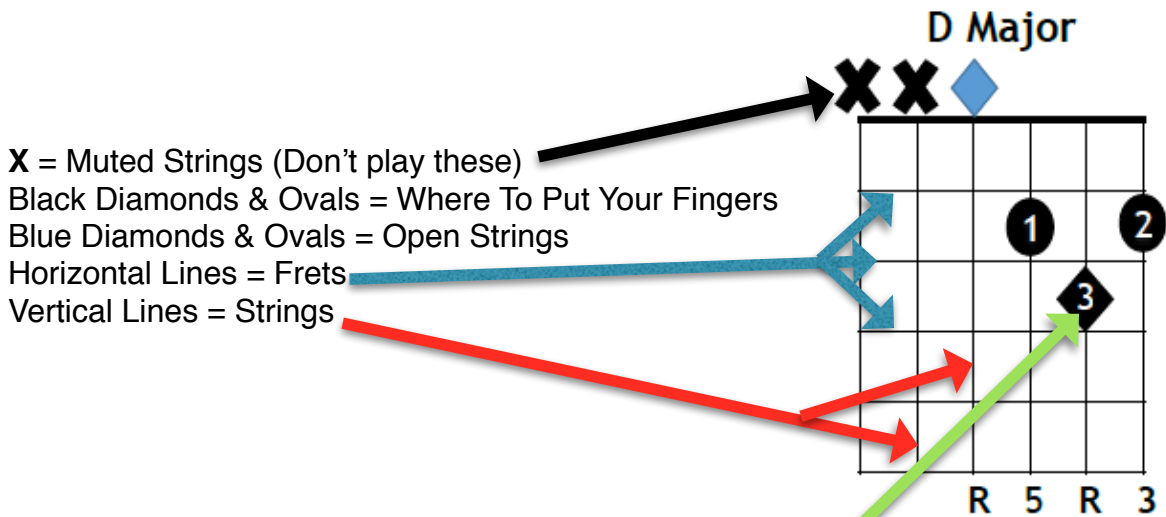 D Major
X X
X = Muted Strings (Don't play these)
Black Diamonds & Ovals = Where To Put Your Fingers
Blue Diamonds & Ovals = Open Strings
Horizontal Lines = Frets
Vertical Lines = Strings
1 2
3
R 5 R 3